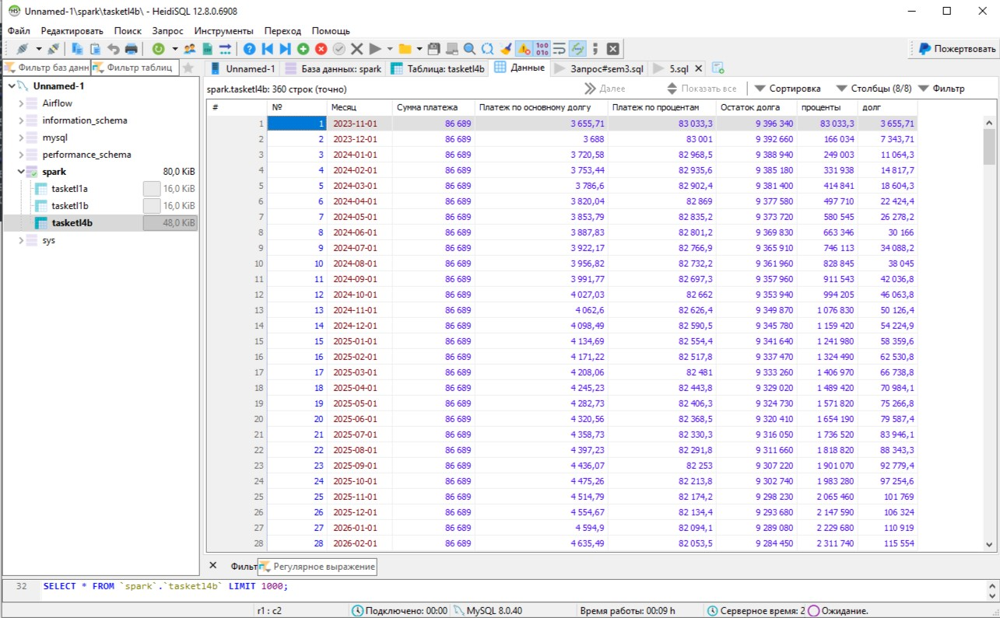 Unnamed-1\spark\tasketl4b\ - HeidiSQL 12.8.0.6908
Файл Редактировать Поиск Запрос Инструменты Переход Помощь
Пожертвовать
Фильтр баз данн Фильтр таблиц Unnamed-1 База данных: spark Таблица: tasketl4b Данные Запрос#sem3.sql 5.sql
Unnamed-1
Airflow
information_schema
mysql
performance_schema
spark 80,0 KiB
tasketl1a 16,0 KiB
tasketl1b 16,0 KiB
tasketl4b 48,0 KiB
sys
spark.tasketl4b: 360 строк (точно) Далее Показать все Сортировка Столбцы (8/8) Фильтр
# № Месяц Сумма платежа Платеж по основному долгу Платеж по процентам Остаток долга проценты долг
1 1 2023-11-01 86 689 3 655,71 83 033,3 9 396 340 83 033,3 3 655,71
2 2 2023-12-01 86 689 3 688 83 001 9 392 660 166 034 7 343,71
3 3 2024-01-01 86 689 3 720,58 82 968,5 9 388 940 249 003 11 064,3
4 4 2024-02-01 86 689 3 753,44 82 935,6 9 385 180 331 938 14 817,7
5 5 2024-03-01 86 689 3 786,6 82 902,4 9 381 400 414 841 18 604,3
6 6 2024-04-01 86 689 3 820,04 82 869 9 377 580 497 710 22 424,4
7 7 2024-05-01 86 689 3 853,79 82 835,2 9 373 720 580 545 26 278,2
8 8 2024-06-01 86 689 3 887,83 82 801,2 9 369 830 663 346 30 166
9 9 2024-07-01 86 689 3 922,17 82 766,9 9 365 910 746 113 34 088,2
10 10 2024-08-01 86 689 3 956,82 82 732,2 9 361 960 828 845 38 045
11 11 2024-09-01 86 689 3 991,77 82 697,3 9 357 960 911 543 42 036,8
12 12 2024-10-01 86 689 4 027,03 82 662 9 353 940 994 205 46 063,8
13 13 2024-11-01 86 689 4 062,6 82 626,4 9 349 870 1 076 830 50 126,4
14 14 2024-12-01 86 689 4 098,49 82 590,5 9 345 780 1 159 420 54 224,9
15 15 2025-01-01 86 689 4 134,69 82 554,4 9 341 640 1 241 980 58 359,6
16 16 2025-02-01 86 689 4 171,22 82 517,8 9 337 470 1 324 490 62 530,8
17 17 2025-03-01 86 689 4 208,06 82 481 9 333 260 1 406 970 66 738,8
18 18 2025-04-01 86 689 4 245,23 82 443,8 9 329 020 1 489 420 70 984,1
19 19 2025-05-01 86 689 4 282,73 82 406,3 9 324 730 1 571 820 75 266,8
20 20 2025-06-01 86 689 4 320,56 82 368,5 9 320 410 1 654 190 79 587,4
21 21 2025-07-01 86 689 4 358,73 82 330,3 9 316 050 1 736 520 83 946,1
22 22 2025-08-01 86 689 4 397,23 82 291,8 9 311 660 1 818 820 88 343,3
23 23 2025-09-01 86 689 4 436,07 82 253 9 307 220 1 901 070 92 779,4
24 24 2025-10-01 86 689 4 475,26 82 213,8 9 302 740 1 983 280 97 254,6
25 25 2025-11-01 86 689 4 514,79 82 174,2 9 298 230 2 065 460 101 769
26 26 2025-12-01 86 689 4 554,67 82 134,4 9 293 680 2 147 590 106 324
27 27 2026-01-01 86 689 4 594,9 82 094,1 9 289 080 2 229 680 110 919
28 28 2026-02-01 86 689 4 635,49 82 053,5 9 284 450 2 311 740 115 554
Фильт Регулярное выражение
32 SELECT * FROM `spark`.`tasketl4b` LIMIT 1000;
r1 : c2 Подключено: 00:00 MySQL 8.0.40 Время работы: 00:09 h Серверное время: 2 Ожидание.